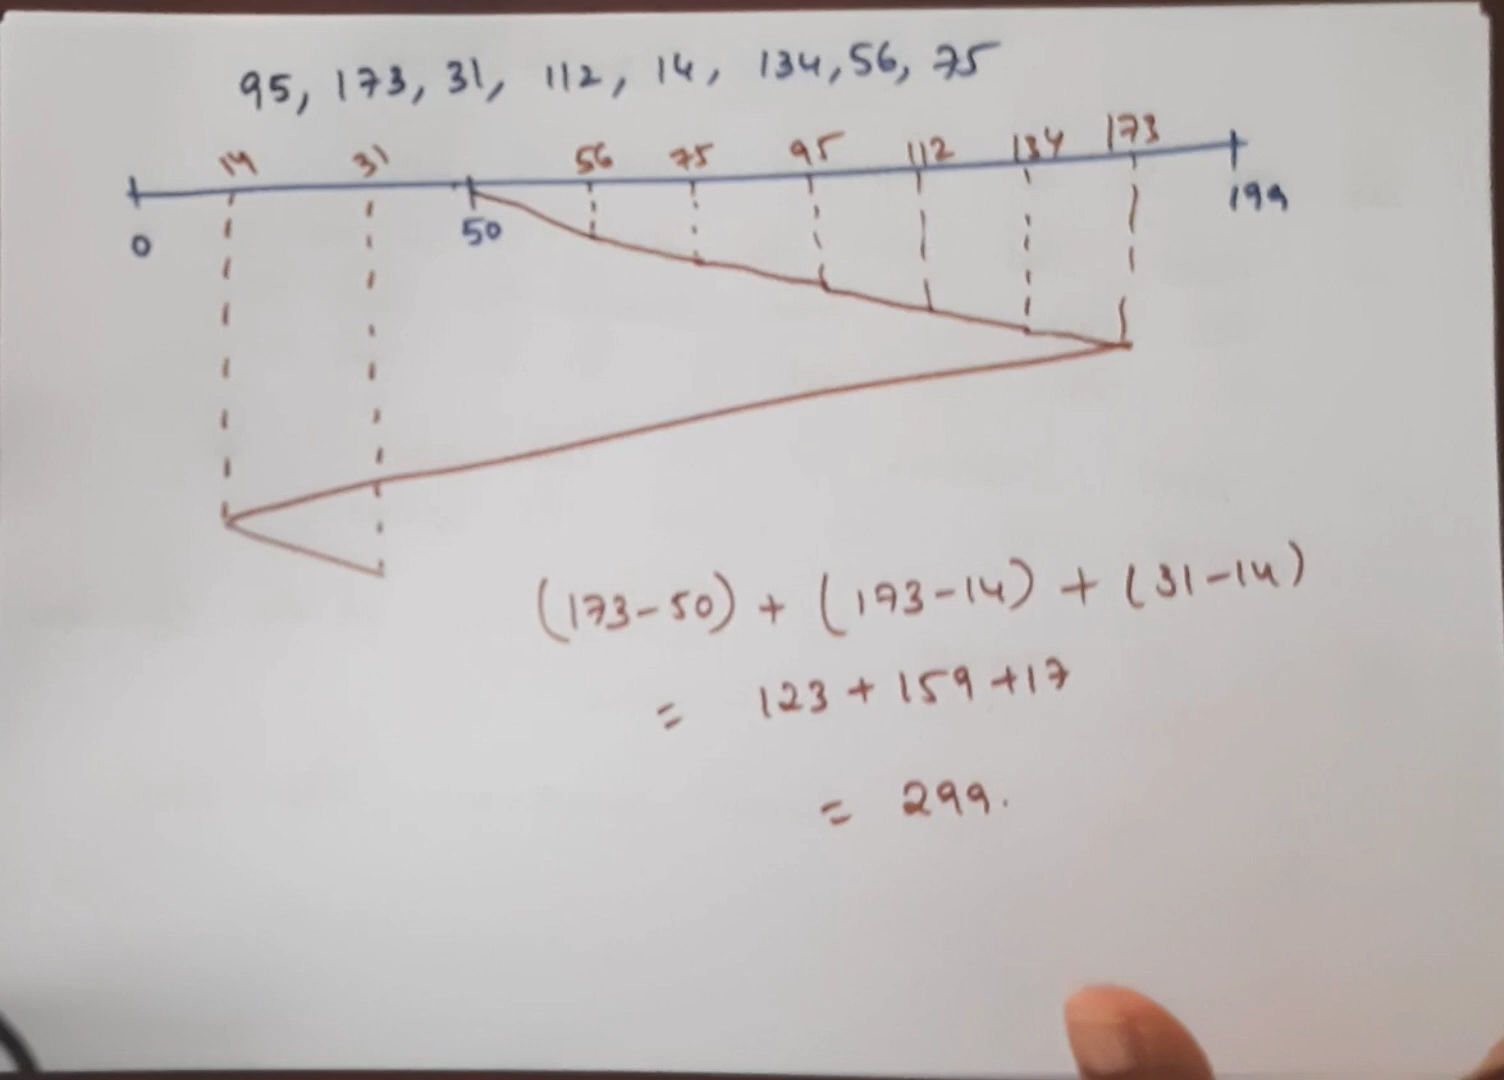 95, 173, 31, 112, 14, 134, 56, 75
14 31 56 75 95 112 134 173
0 50 199
(173-50) + (173-14) + (31-14)
= 123 + 159 + 17
= 299.